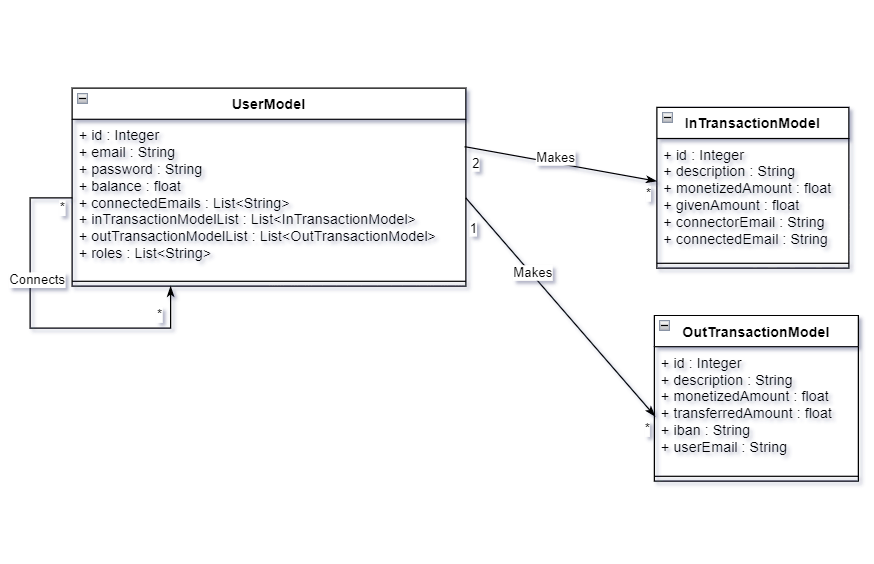 UserModel
+ id : Integer
+ email : String
+ password : String
+ balance : float
+ connectedEmails : List<String>
+ inTransactionModelList : List<InTransactionModel>
+ outTransactionModelList : List<OutTransactionModel>
+ roles : List<String>
*
Connects
*
2
Makes
*
1
Makes
*
InTransactionModel
+ id : Integer
+ description : String
+ monetizedAmount : float
+ givenAmount : float
+ connectorEmail : String
+ connectedEmail : String
OutTransactionModel
+ id : Integer
+ description : String
+ monetizedAmount : float
+ transferredAmount : float
+ iban : String
+ userEmail : String